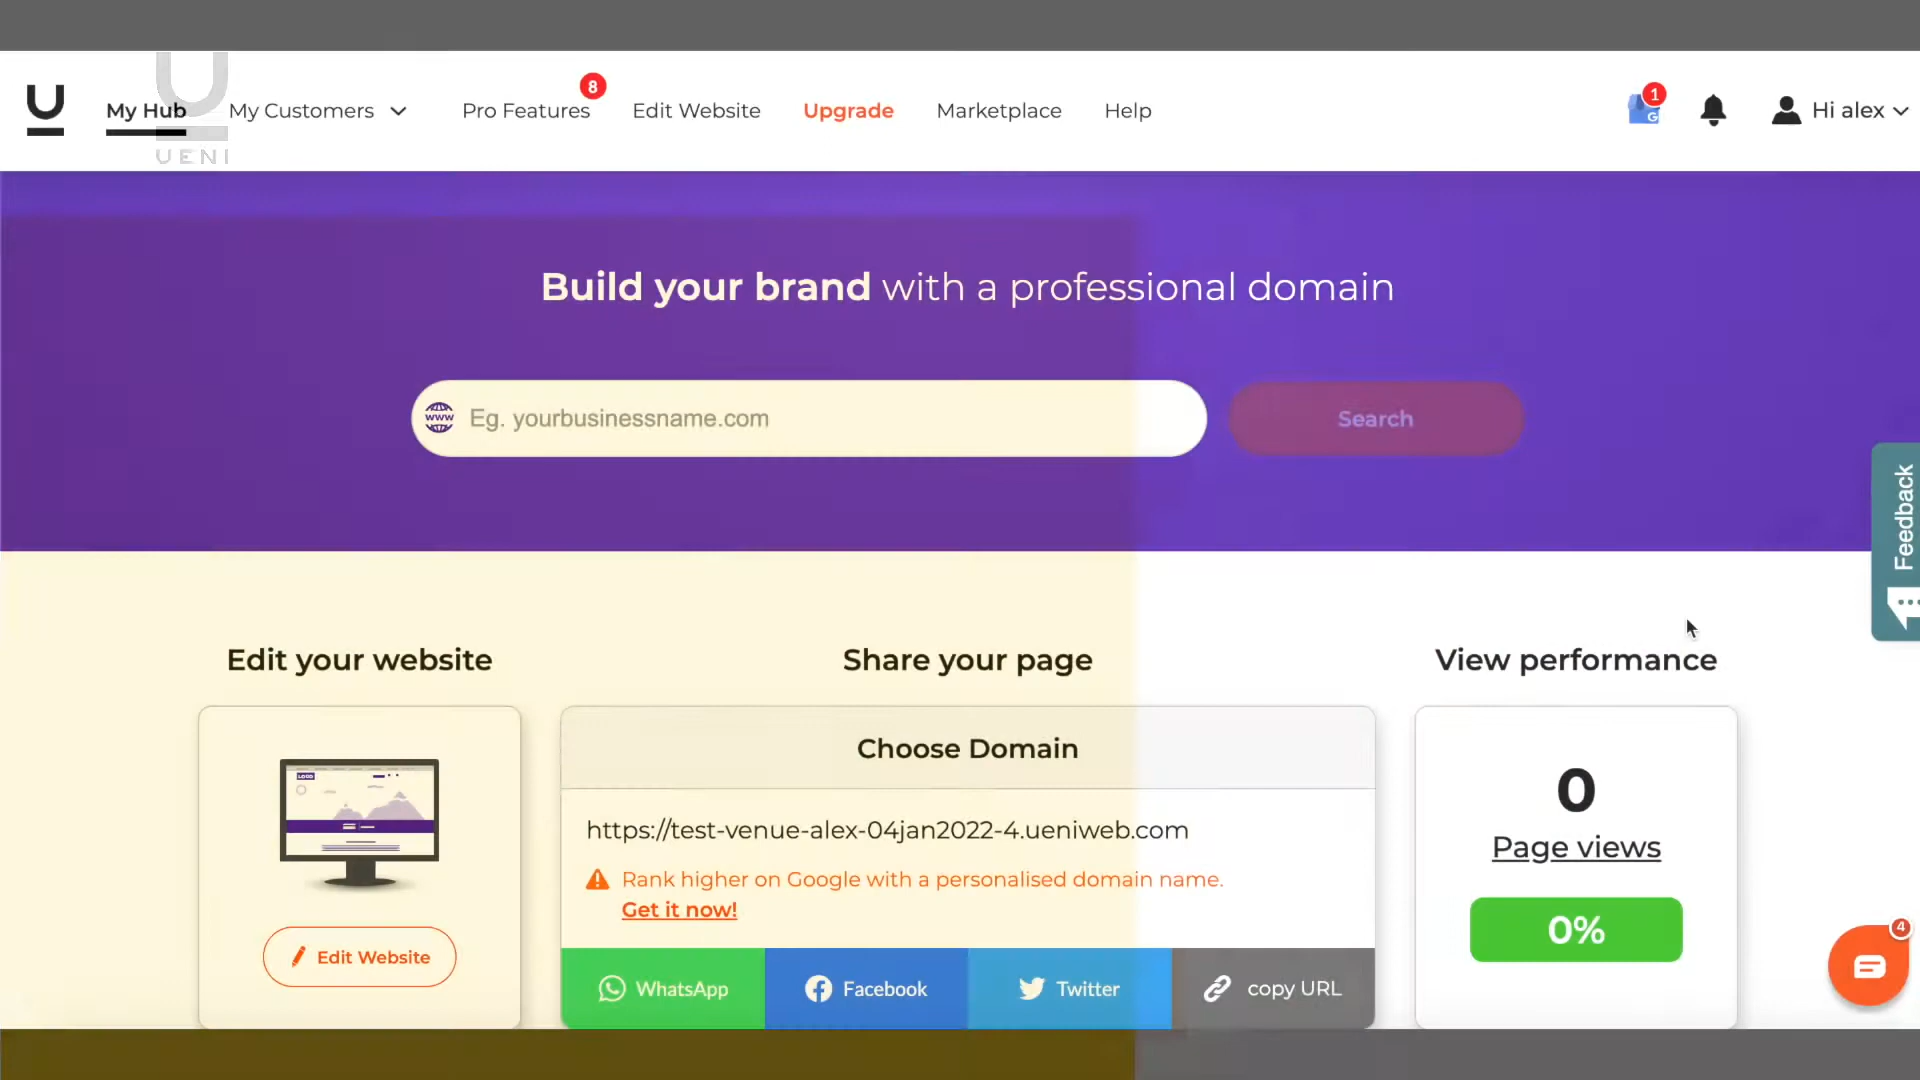 My Hub
My Customers
Pro Features
8
Edit Website
Upgrade
Marketplace
Help
1
G
Hi alex
UENI
Build your brand with a professional domain
www
Eg. yourbusinessname.com
Search
Feedback
Edit your website
Share your page
View performance
LOGO
Edit Website
Choose Domain
https://test-venue-alex-04jan2022-4.ueniweb.com
Rank higher on Google with a personalised domain name.
Get it now!
WhatsApp
Facebook
Twitter
copy URL
0
Page views
0%
4